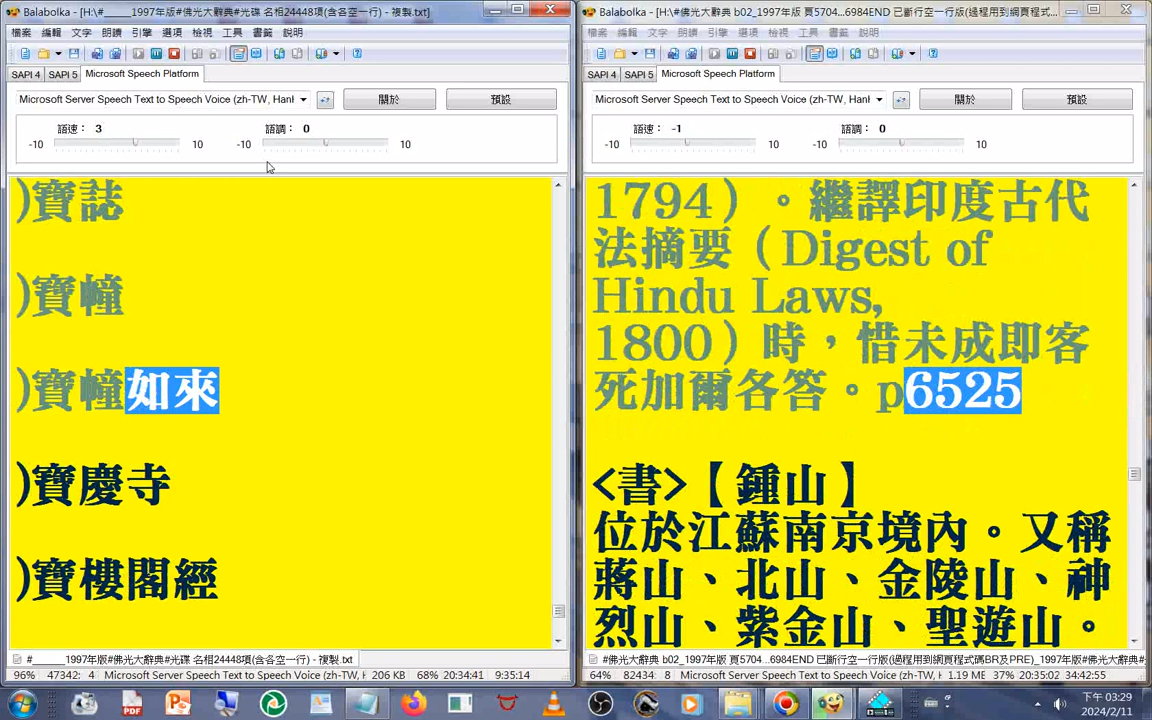 Balabolka - [H:\#_____1997年版#佛光大辭典#光碟 名相24448項(含各空一行) - 複製.txt]
檔案 編輯 文字 朗讀 引擎 選項 檢視 工具 書籤 說明
SAPI 4 SAPI 5 Microsoft Speech Platform
Microsoft Server Speech Text to Speech Voice (zh-TW, Hanl 關於 預設
語速： 3 語調： 0
-10 10 -10 10
)寶誌
)寶幢
)寶幢如來
)寶慶寺
)寶樓閣經
#_____1997年版#佛光大辭典#光碟 名相24448項(含各空一行) - 複製.txt
96% 47342: 4 Microsoft Server Speech Text to Speech Voice (zh-TW, H 206 KB 68% 20:34:41 9:35:14
Balabolka - [H:\#佛光大辭典 b02_1997年版 頁5704...6984END 已斷行空一行版(過程用到網頁程式...
檔案 編輯 文字 朗讀 引擎 選項 檢視 工具 書籤 說明
SAPI 4 SAPI 5 Microsoft Speech Platform
Microsoft Server Speech Text to Speech Voice (zh-TW, Hanl 關於 預設
語速： -1 語調： 0
-10 10 -10 10
1794）。繼譯印度古代
法摘要（Digest of
Hindu Laws,
1800）時，惜未成即客
死加爾各答。p6525
<書>【鍾山】
位於江蘇南京境內。又稱
蔣山、北山、金陵山、神
烈山、紫金山、聖遊山。
#佛光大辭典 b02_1997年版 頁5704...6984END 已斷行空一行版(過程用到網頁程式碼BR及PRE)_1997年版#佛光大辭典#
64% 82434: 8 Microsoft Server Speech Text to Speech Voice (zh-TW, H 1.19 ME 37% 20:35:02 34:42:55
下午 03:29
2024/2/11